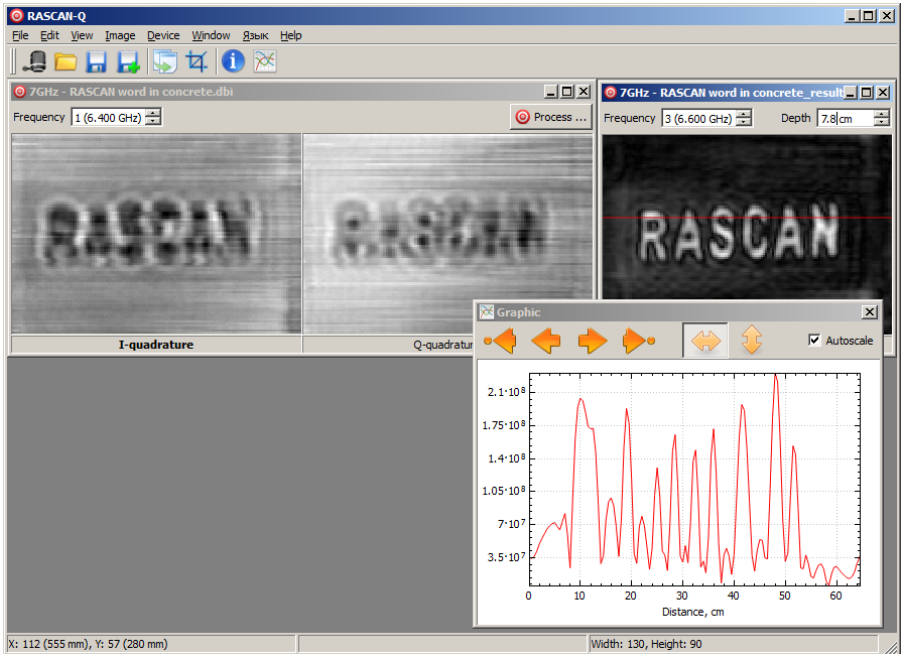 RASCAN-Q
File Edit View Image Device Window Язык Help
7GHz - RASCAN word in concrete.dbi
Frequency 1 (6.400 GHz) Process ...
I-quadrature
7GHz - RASCAN word in concrete_result
Frequency 3 (6.600 GHz) Depth 7.8 cm
RASCAN
Graphic
Autoscale
2.1·10⁸
1.75·10⁸
1.4·10⁸
1.05·10⁸
7·10⁷
3.5·10⁷
0 10 20 30 40 50 60
Distance, cm
X: 112 (555 mm), Y: 57 (280 mm) Width: 130, Height: 90